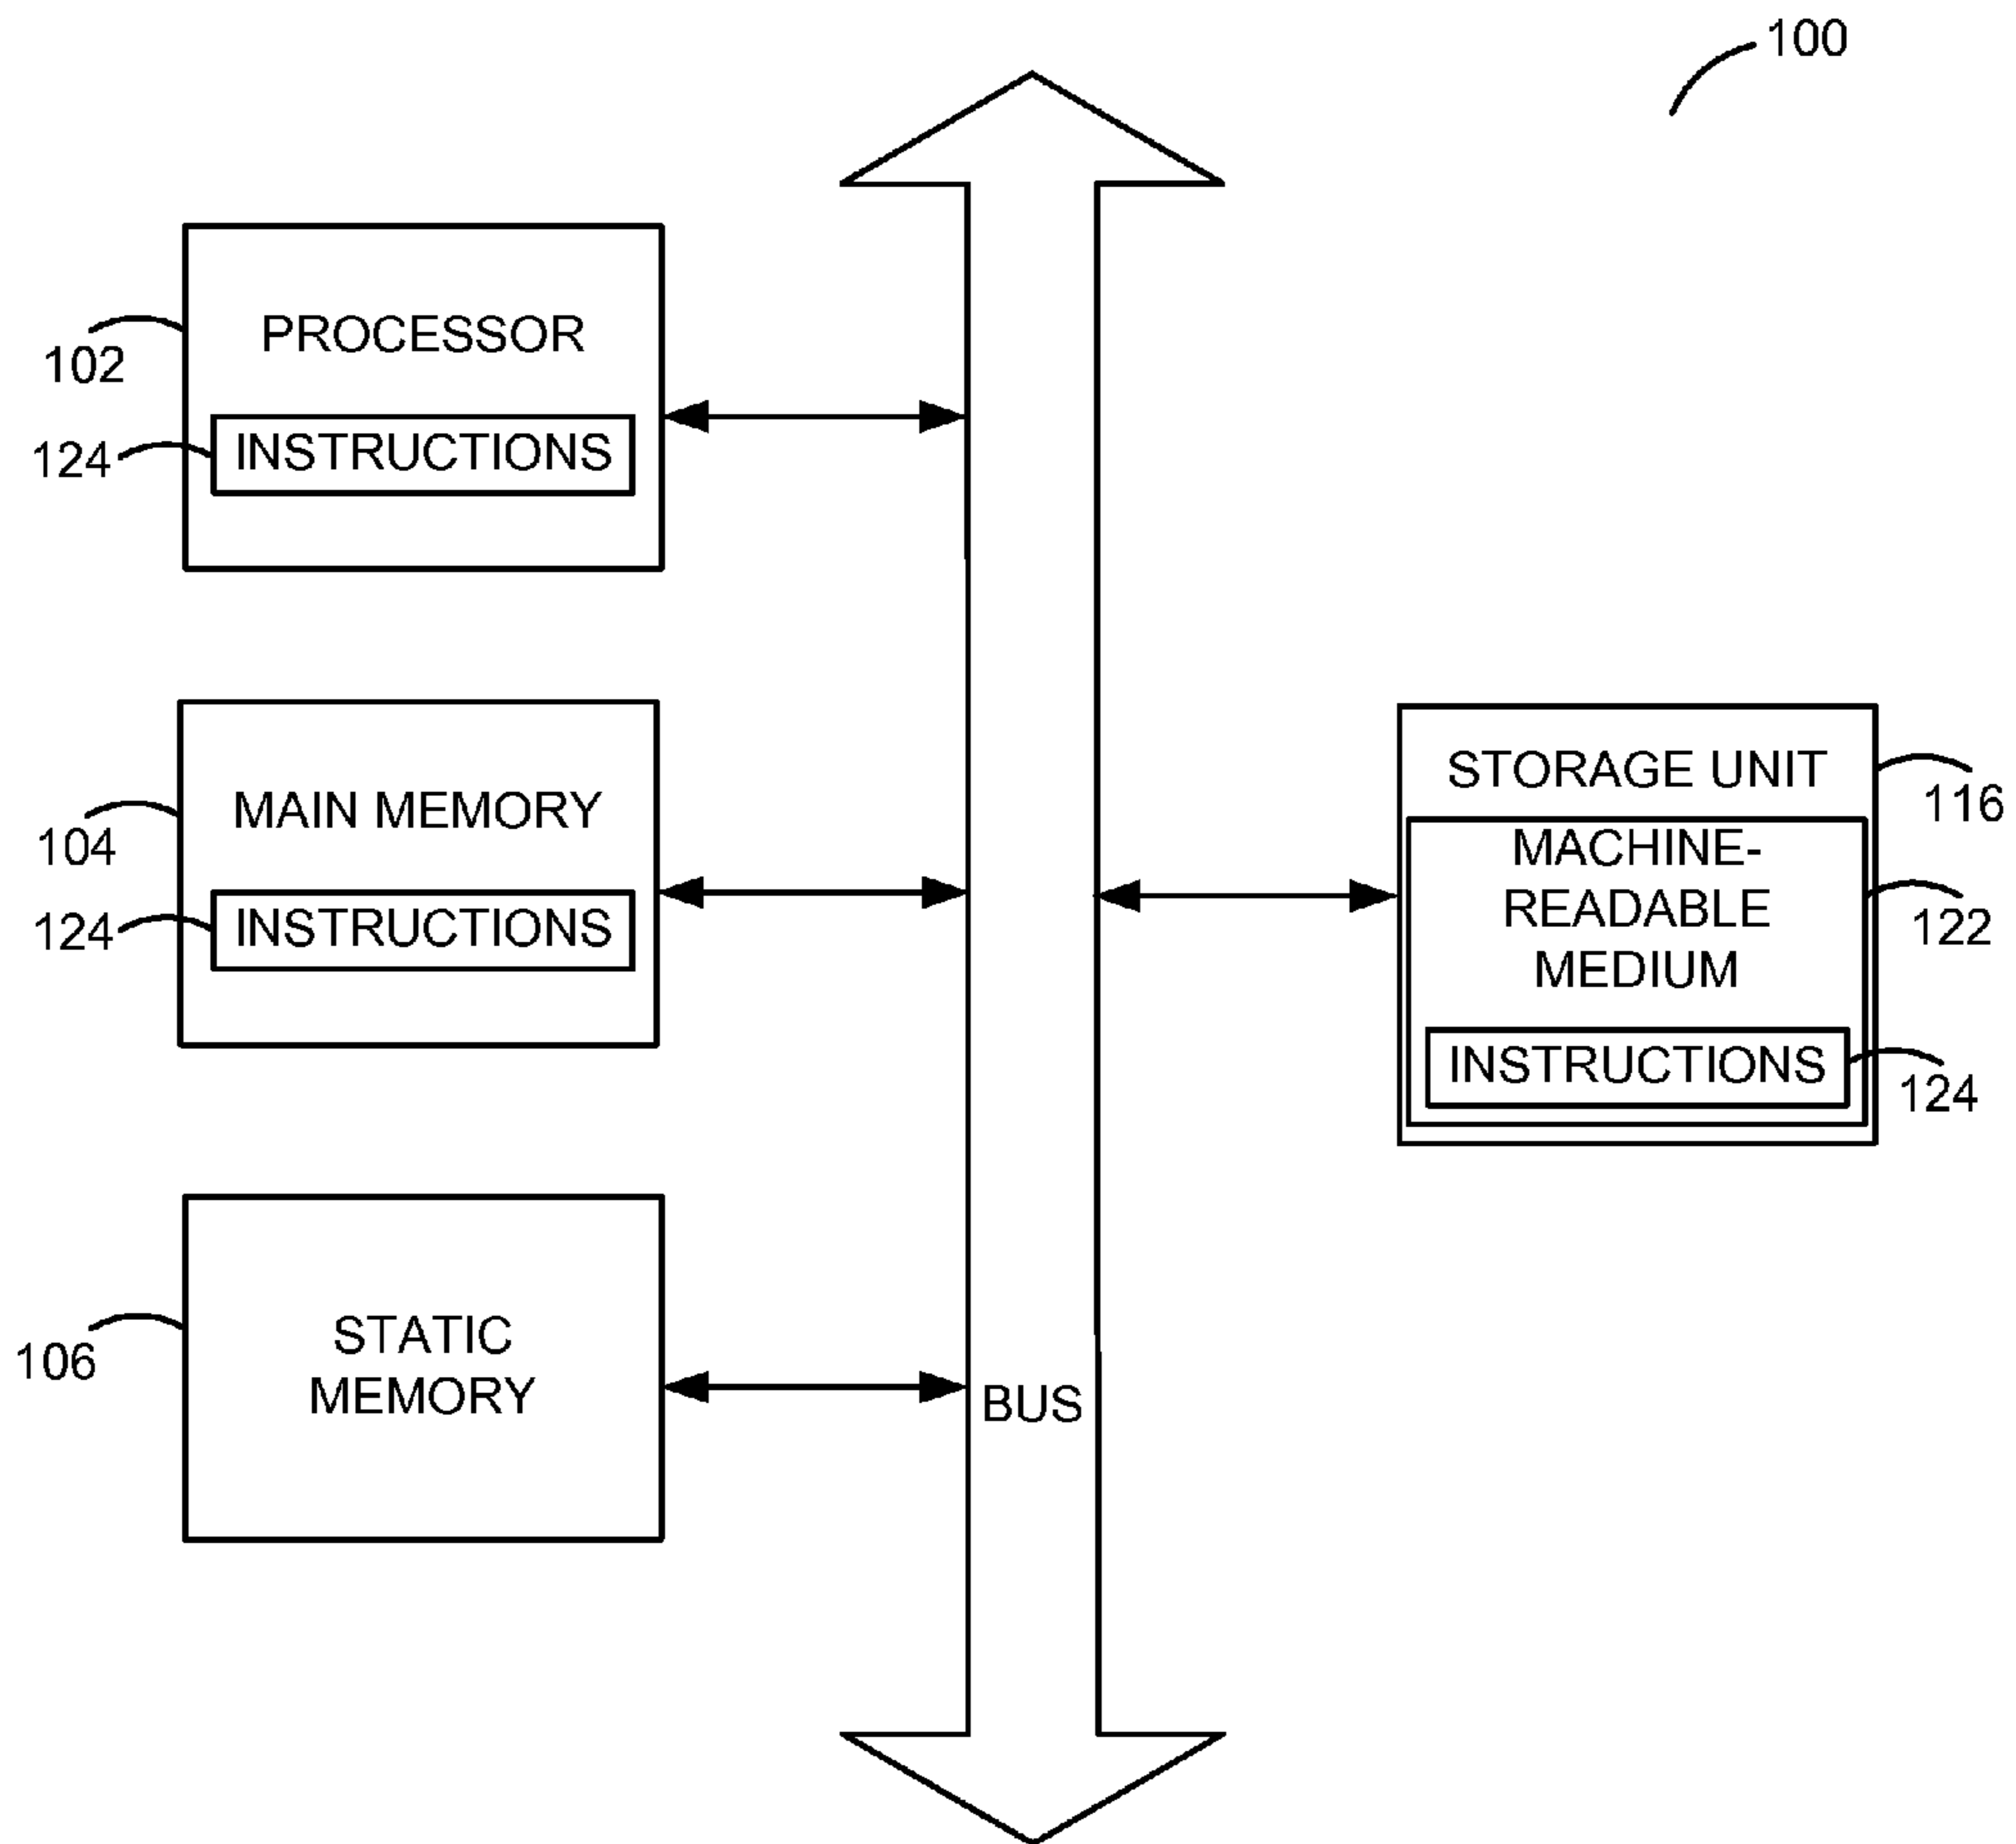 100
PROCESSOR
102
124
INSTRUCTIONS
MAIN MEMORY
104
124
INSTRUCTIONS
STORAGE UNIT
116
MACHINE-
READABLE
MEDIUM
122
INSTRUCTIONS
124
STATIC
MEMORY
106
BUS